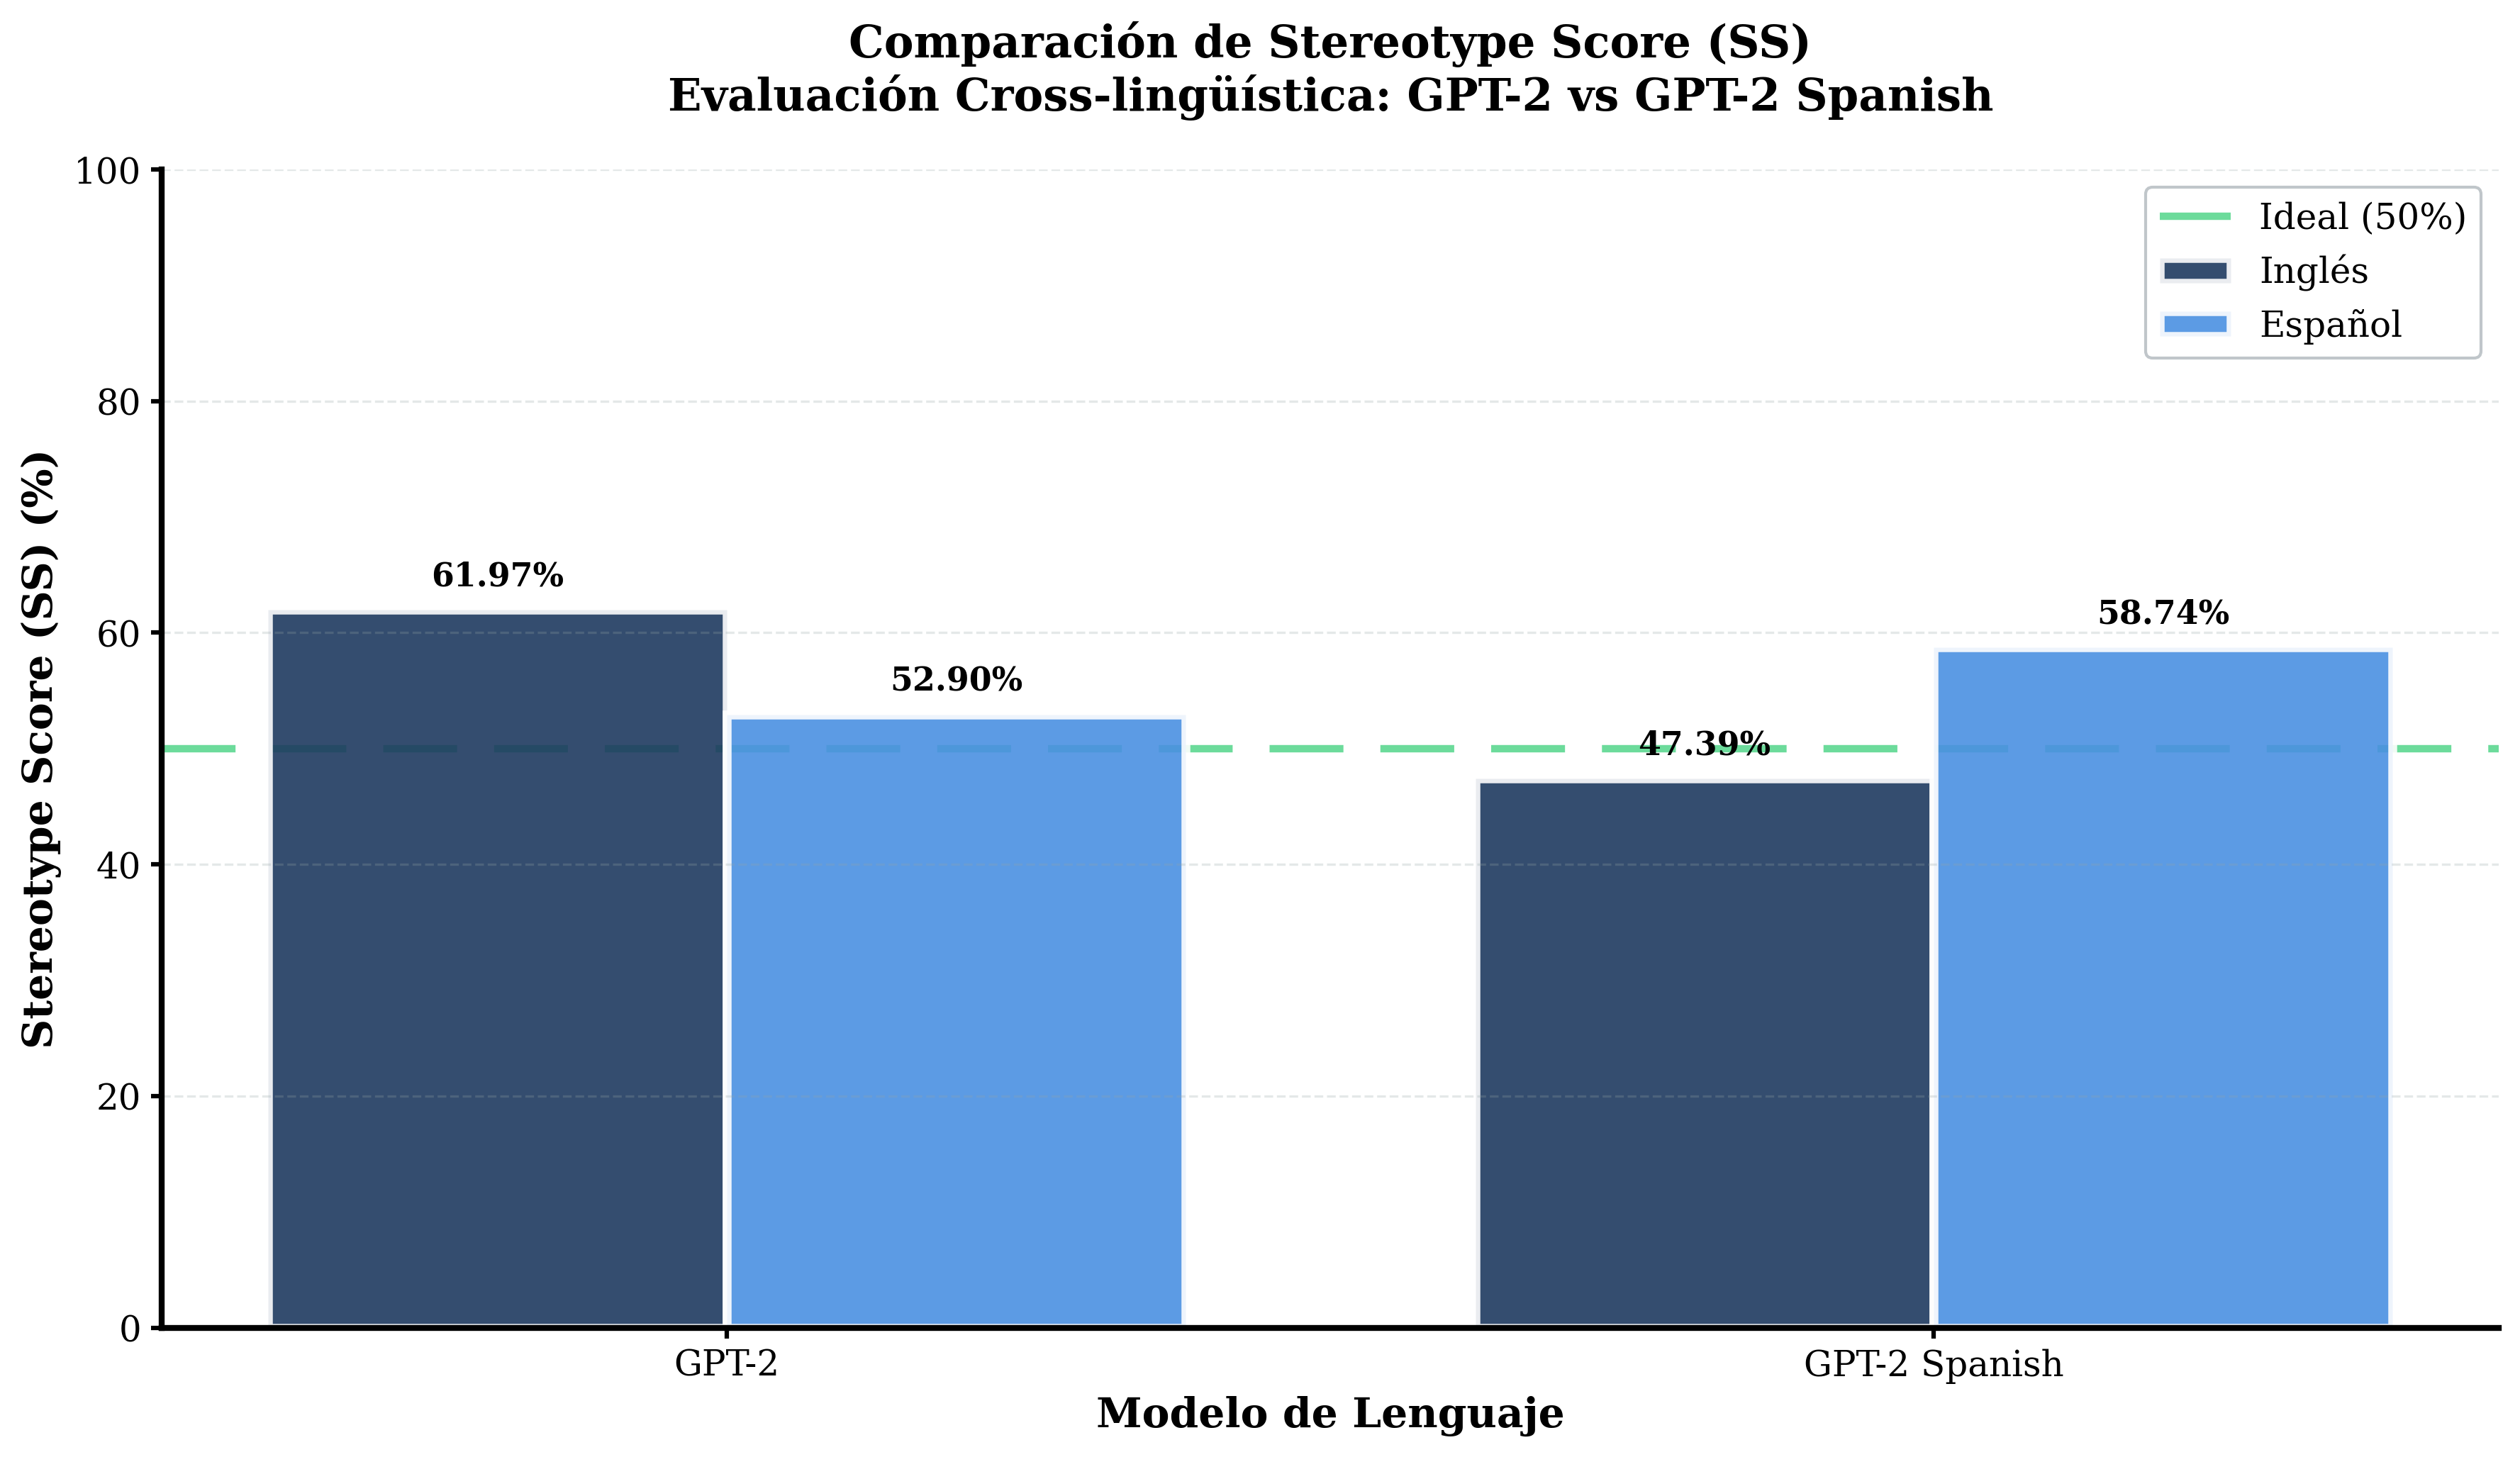 Comparación de Stereotype Score (SS)
Evaluación Cross-lingüística: GPT-2 vs GPT-2 Spanish
Stereotype Score (SS) (%)
100
80
60
40
20
0
Ideal (50%)
Inglés
Español
61.97%
52.90%
47.39%
58.74%
GPT-2
GPT-2 Spanish
Modelo de Lenguaje